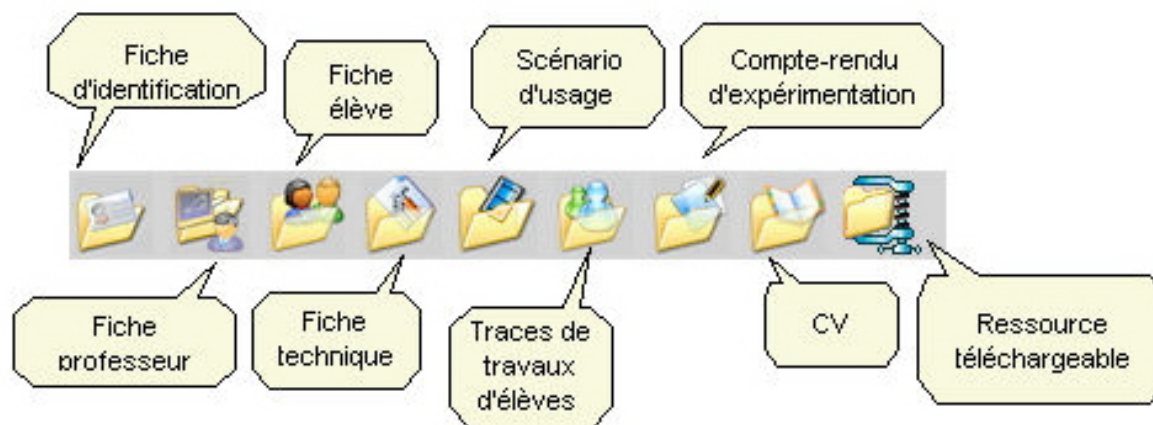 Fiche
d'identification
Fiche
élève
Scénario
d'usage
Compte-rendu
d'expérimentation
Fiche
professeur
Fiche
technique
Traces de
travaux
d'élèves
CV
Ressource
téléchargeable